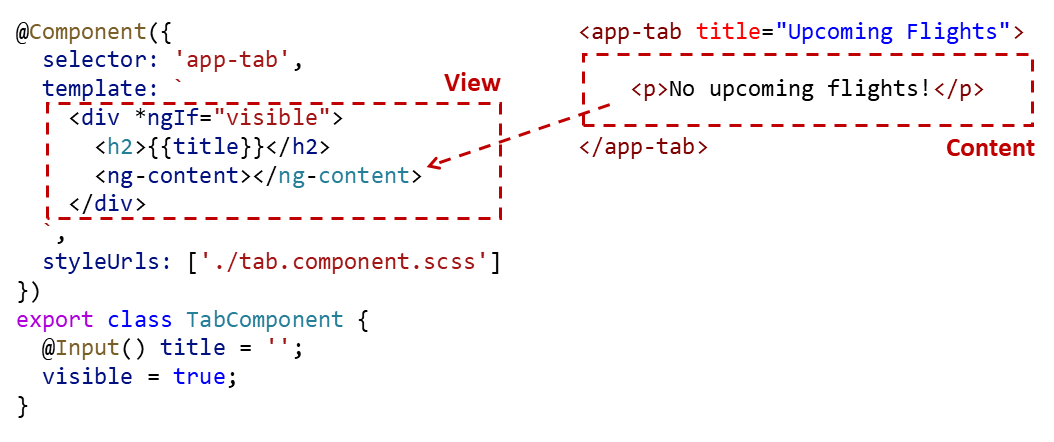 @Component({
  selector: 'app-tab',
  template: `
View
    <div *ngIf="visible">
      <h2>{{title}}</h2>
      <ng-content></ng-content>
    </div>
  `,
  styleUrls: ['./tab.component.scss']
})
export class TabComponent {
  @Input() title = '';
  visible = true;
}
<app-tab title="Upcoming Flights">
    <p>No upcoming flights!</p>
</app-tab>
Content